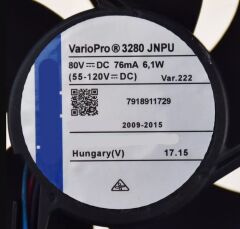 VarioPro® 3280 JNPU
80V⎓DC 76mA 6,1W
(55-120V⎓DC) Var.222
7918911729
2009-2015
Hungary(V) 17.15